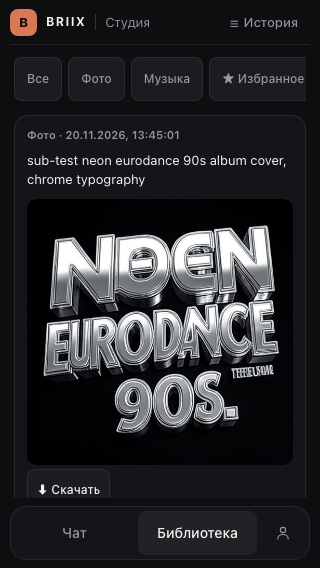 B BRIIX Студия История
Все Фото Музыка Избранное
Фото · 20.11.2026, 13:45:01
sub-test neon eurodance 90s album cover,
chrome typography
NEEN
EURODANCE
90S.
Скачать
Чат Библиотека